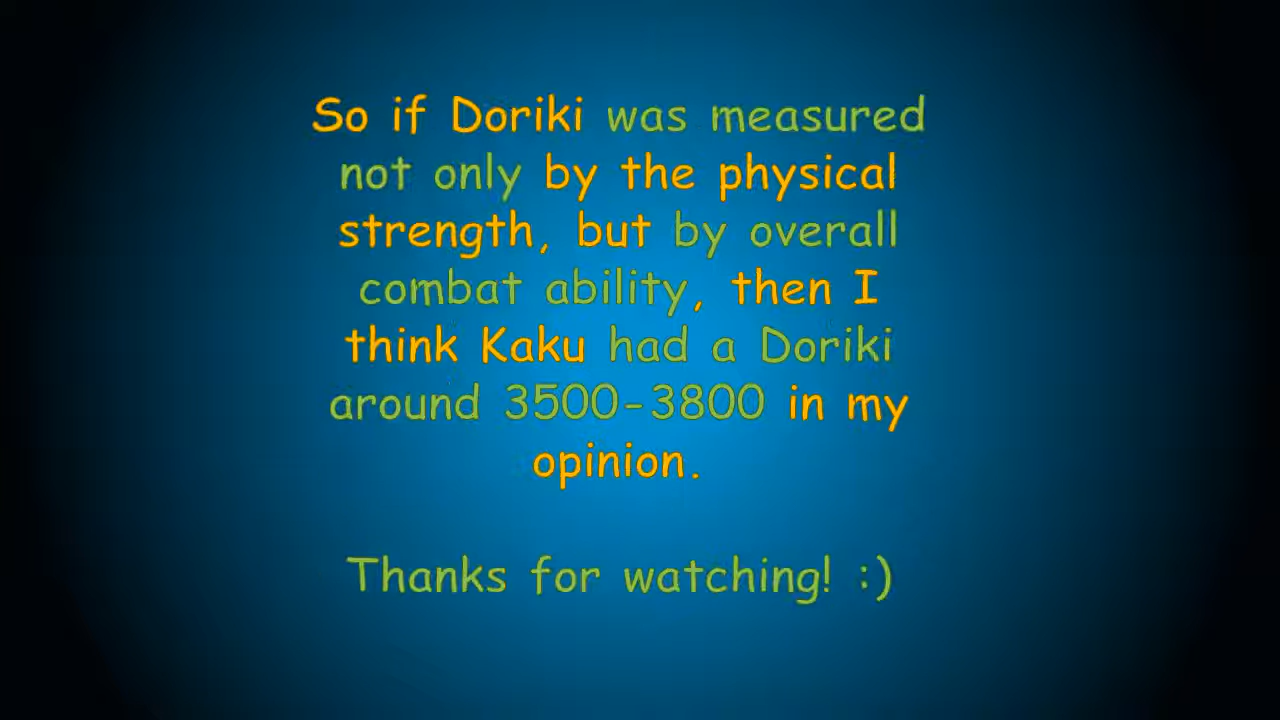 So if Doriki was measured
not only by the physical
strength, but by overall
combat ability, then I
think Kaku had a Doriki
around 3500-3800 in my
opinion.
Thanks for watching! :)